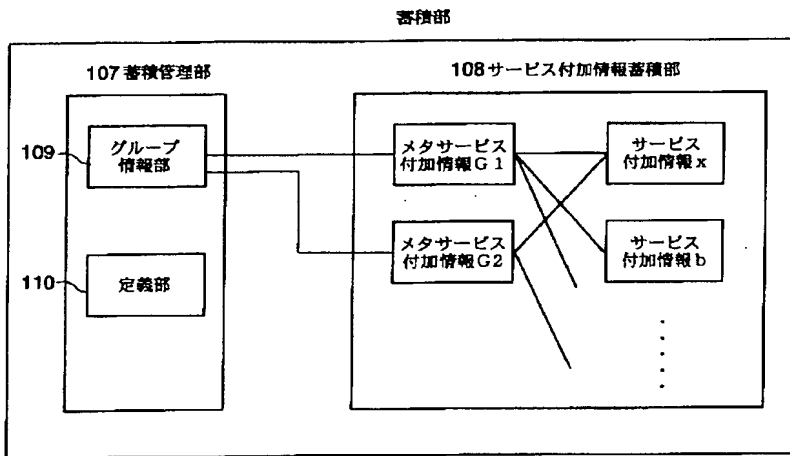 蓄積部
107 蓄積管理部
108 サービス付加情報蓄積部
109
グループ
情報部
メタサービス
付加情報G1
サービス
付加情報x
110
定義部
メタサービス
付加情報G2
サービス
付加情報b